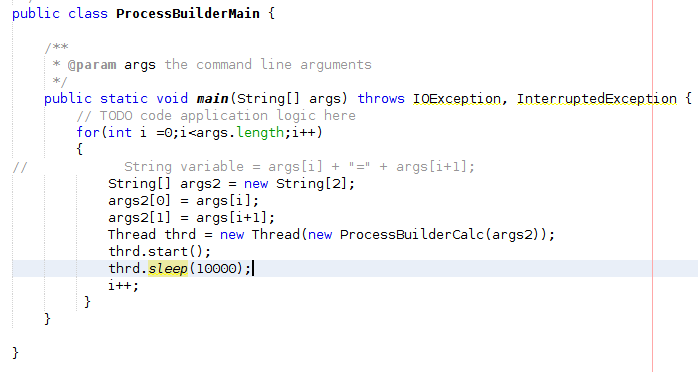 public class ProcessBuilderMain {
/**
* @param args the command line arguments
*/
public static void main(String[] args) throws IOException, InterruptedException {
// TODO code application logic here
for(int i =0;i<args.length;i++)
{
// String variable = args[i] + "=" + args[i+1];
String[] args2 = new String[2];
args2[0] = args[i];
args2[1] = args[i+1];
Thread thrd = new Thread(new ProcessBuilderCalc(args2));
thrd.start();
thrd.sleep(10000);
i++;
}
}
}